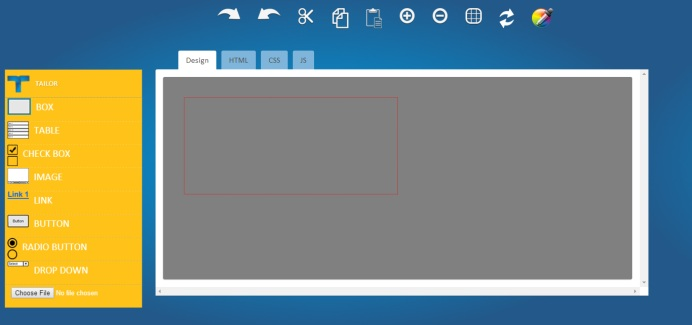 Design HTML CSS JS
TAILOR
BOX
TABLE
CHECK BOX
IMAGE
Link 1
LINK
Button
BUTTON
RADIO BUTTON
Select
DROP DOWN
Choose File No file chosen